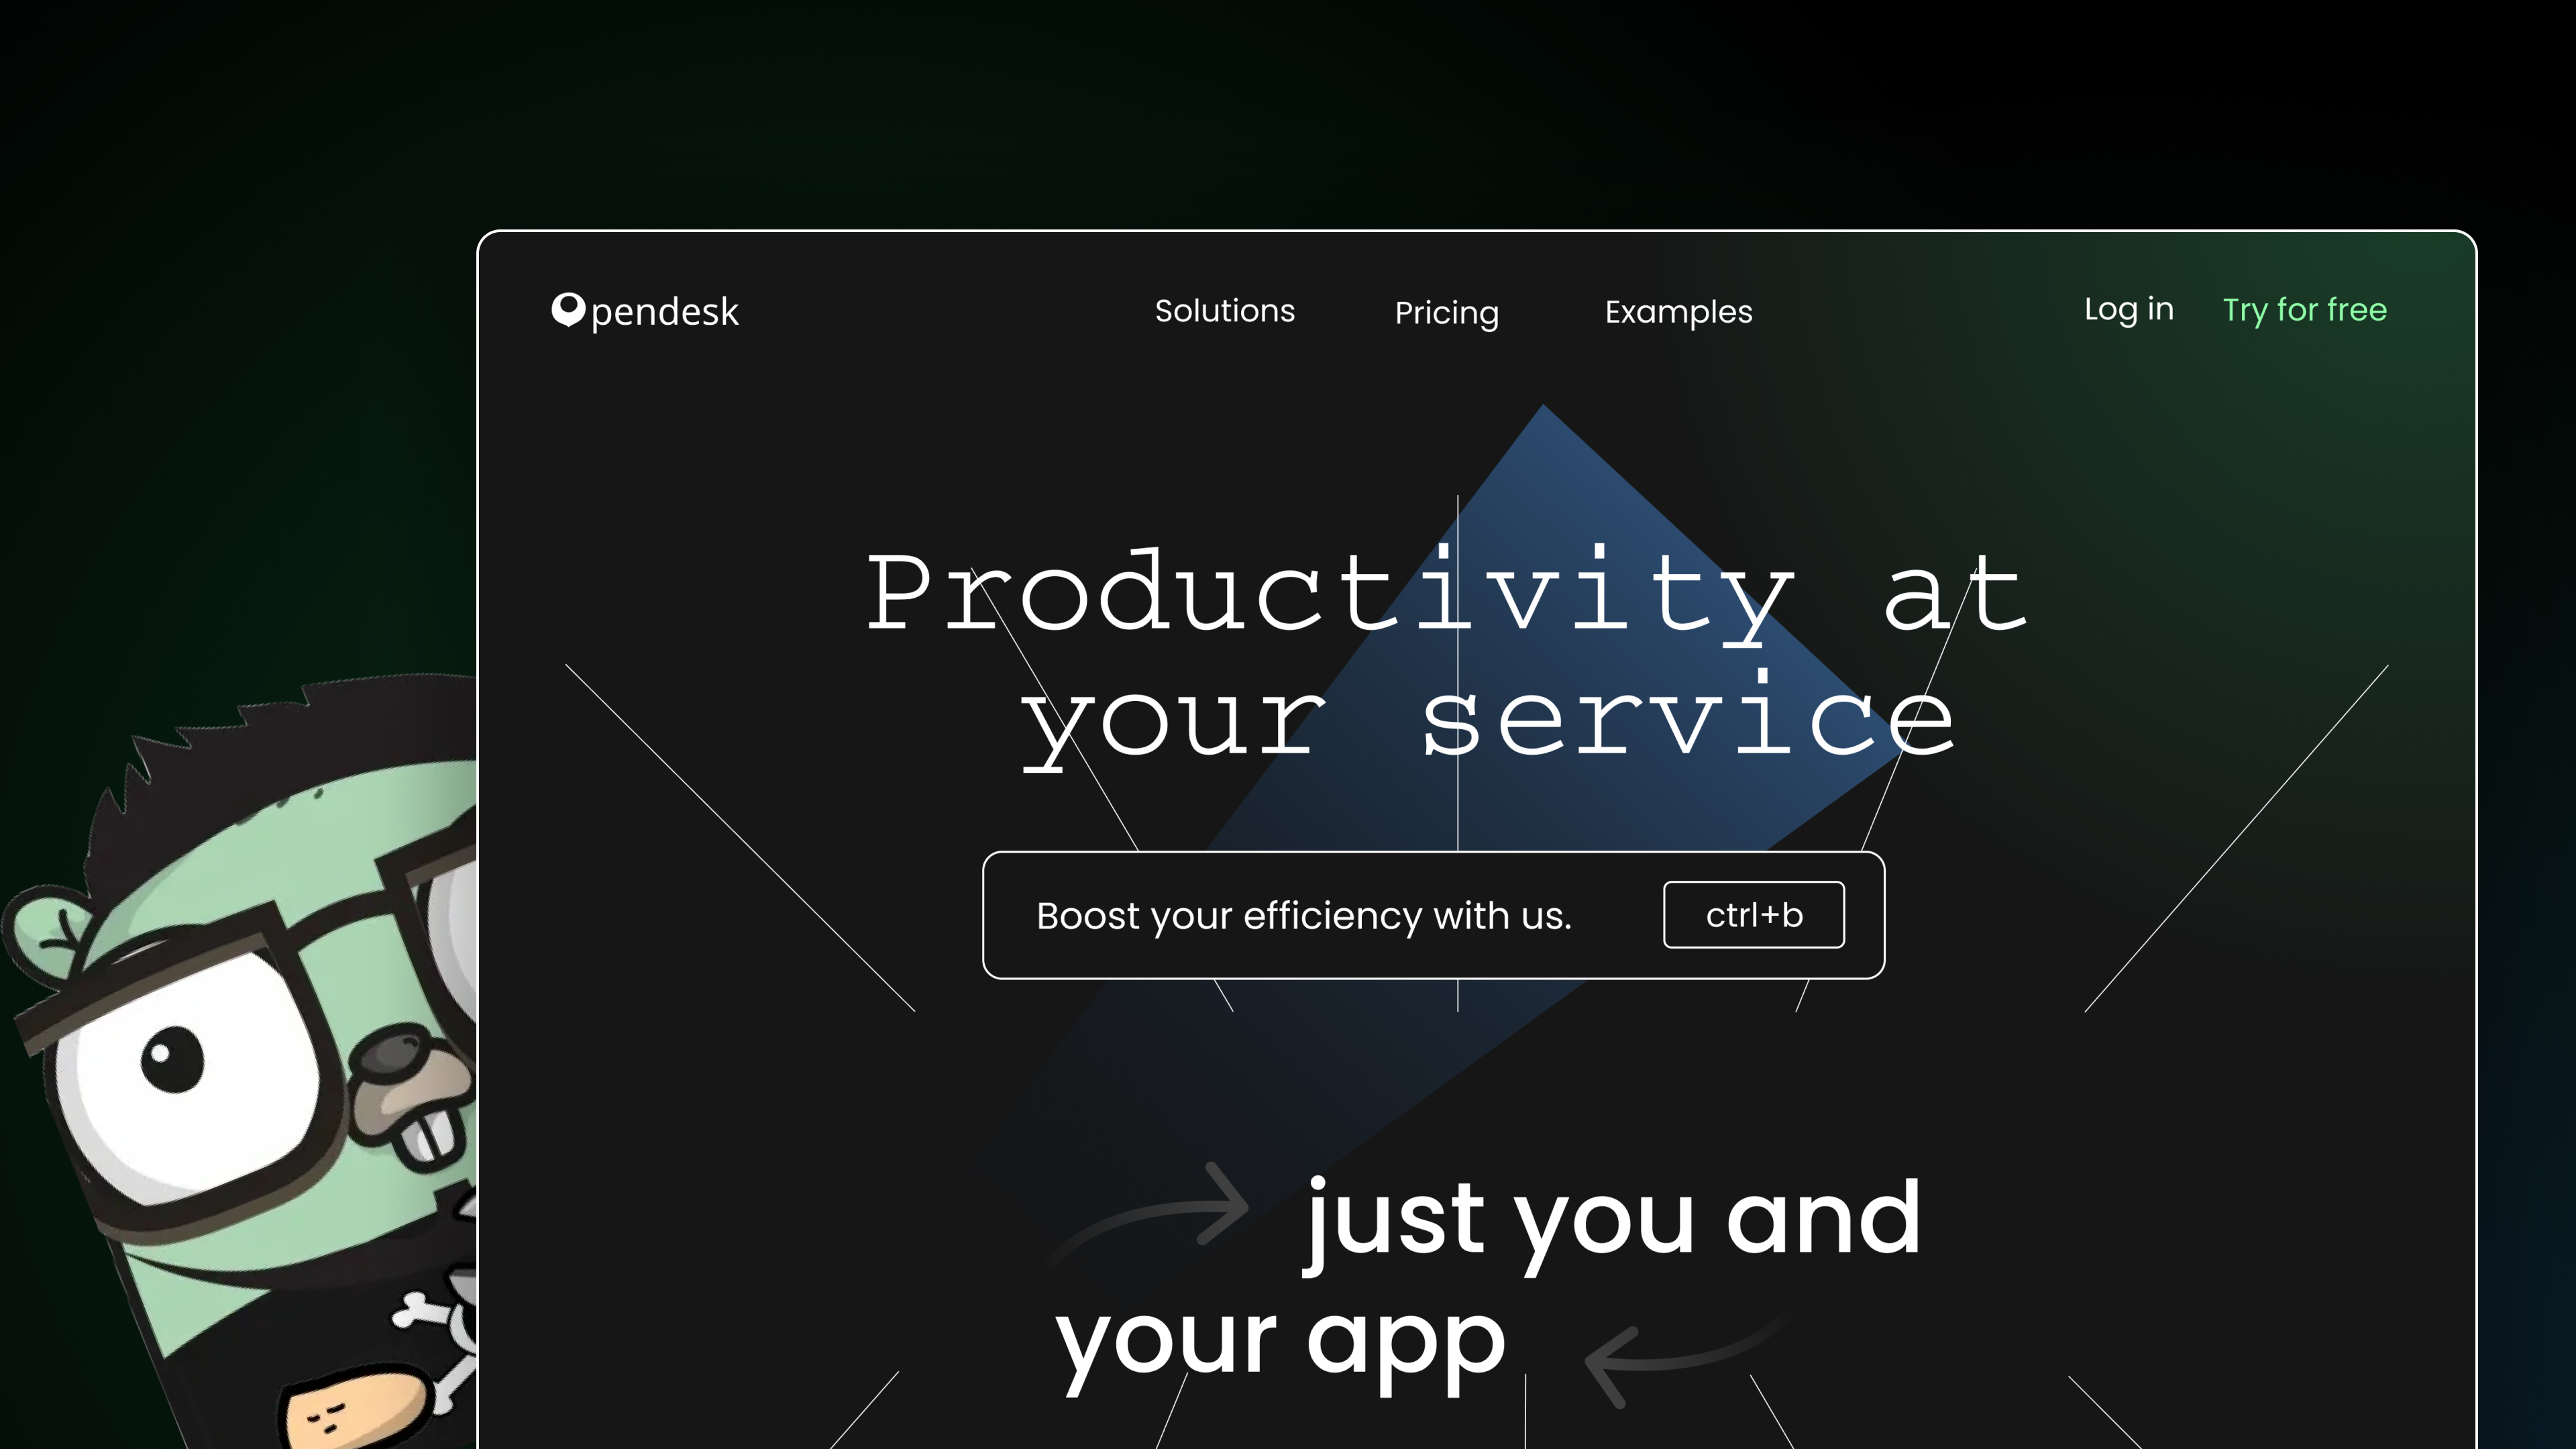 pendesk
Solutions
Pricing
Examples
Log in
Try for free
Productivity at
your service
Boost your efficiency with us.
ctrl+b
just you and
your app